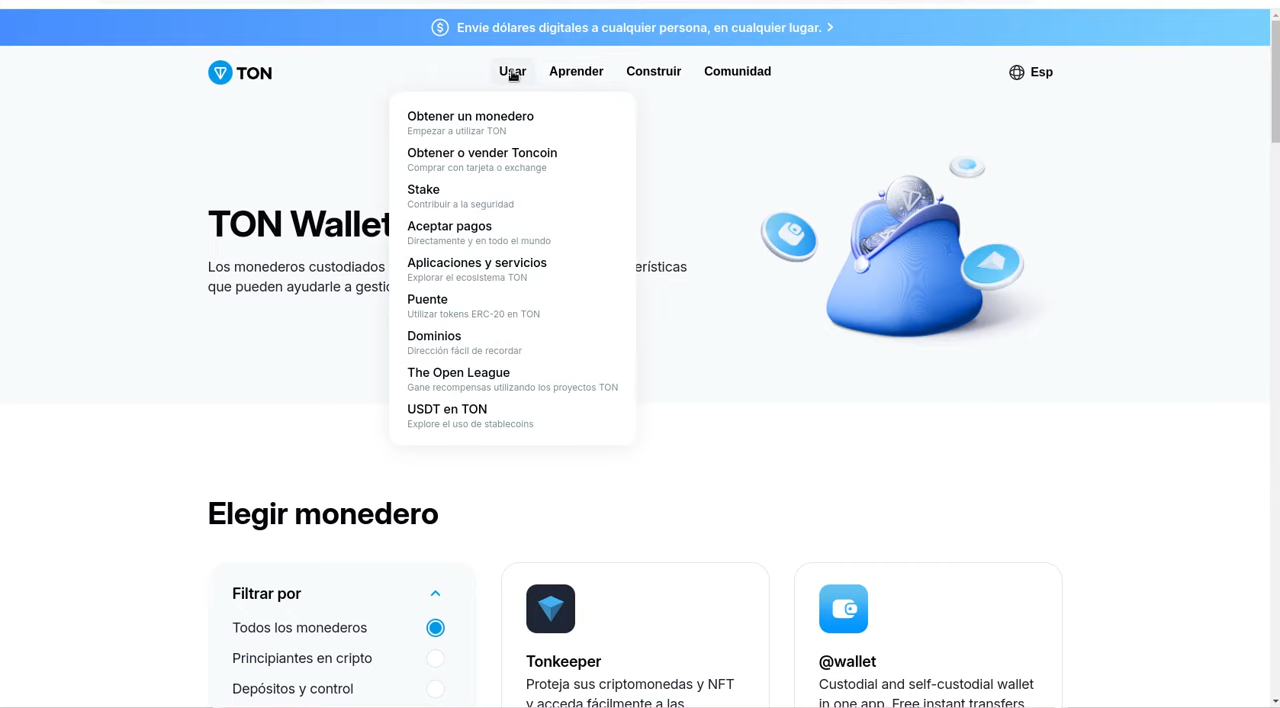 Envíe dólares digitales a cualquier persona, en cualquier lugar.
TON
Usar Aprender Construir Comunidad
Esp
Obtener un monedero
Empezar a utilizar TON
Obtener o vender Toncoin
Comprar con tarjeta o exchange
Stake
Contribuir a la seguridad
Aceptar pagos
Directamente y en todo el mundo
Aplicaciones y servicios
Explorar el ecosistema TON
Puente
Utilizar tokens ERC-20 en TON
Dominios
Dirección fácil de recordar
The Open League
Gane recompensas utilizando los proyectos TON
USDT en TON
Explore el uso de stablecoins
TON Wallet
Los monederos custodiados
que pueden ayudarle a
Elegir monedero
Filtrar por
Todos los monederos
Principiantes en cripto
Depósitos y control
Tonkeeper
Proteja sus criptomonedas y NFT
y acceda fácilmente a las
@wallet
Custodial and self-custodial wallet
in one app. Free instant transfers